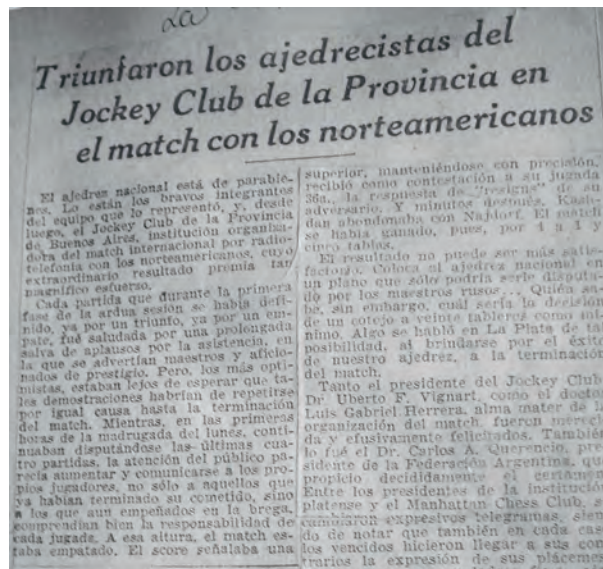 La
Triunfaron los ajedrecistas del
Jockey Club de la Provincia en
el match con los norteamericanos
El ajedrez nacional está de parabie-
nes. Lo están los bravos integrantes
del equipo que lo representó, y, desde
luego, el Jockey Club de la Provincia
de Buenos Aires, institución organiza-
dora del match internacional por radio-
telefonía con los norteamericanos, cuyo
extraordinario resultado premia tan
magnífico esfuerzo.
Cada partida que durante la primera
fase de la ardua sesión se había defi-
nido, ya por un triunfo, ya por un em-
pate, fué saludada por una prolongada
salva de aplausos por la asistencia, en
la que se advertían maestros y aficio-
nados de prestigio. Pero, los más opti-
mistas, estaban lejos de esperar que ta-
les demostraciones habrían de repetirse
por igual causa hasta la terminación
del match. Mientras, en las primeras
horas de la madrugada del lunes, conti-
nuaban disputándose las últimas cua-
tro partidas, la atención del público pa-
recía aumentar y comunicarse a los pro-
pios jugadores, no sólo a aquellos que
ya habían terminado su cometido, sino
a los que aun empeñados en la brega,
comprendían bien la responsabilidad de
cada jugada. A esa altura, el match es-
taba empatado. El score señalaba una
superior, manteniéndose con precisión,
recibió como contestación a su jugada
36a., la respuesta de "resigns" de su
adversario. Y minutos después, Kash-
dan abandonaba con Najdorf. El match
se había ganado, pues, por 4 a 1 y
cinco tablas.
El resultado no puede ser más satis-
factorio. Coloca al ajedrez nacional en
un plano que sólo podría serle disputa-
do por los maestros rusos.. Quién sa-
be, sin embargo, cuál sería la decisión
de un cotejo a veinte tableros como mí-
nimo. Algo se habló en La Plata de ta
posibilidad, al brindarse por el éxito
de nuestro ajedrez, a la terminación
del match.
Tanto el presidente del Jockey Club
Dr Uberto F. Vignart, como el doctor
Luis Gabriel Herrera, alma mater de la
organización del match, fueron mereci-
da y efusivamente felicitados. Tambié
lo fué el Dr. Carlos A. Querencio, pre
sidente de la Federación Argentina, qu
propicio decididamente el certamen
Entre los presidentes de la institució
platense y el Manhattan Chess Club, s
cambiaron expresivos telegramas, sien
do de notar que también en cada cas
los vencidos hicieron llegar a sus con
trarios la expresión de sus plácemes